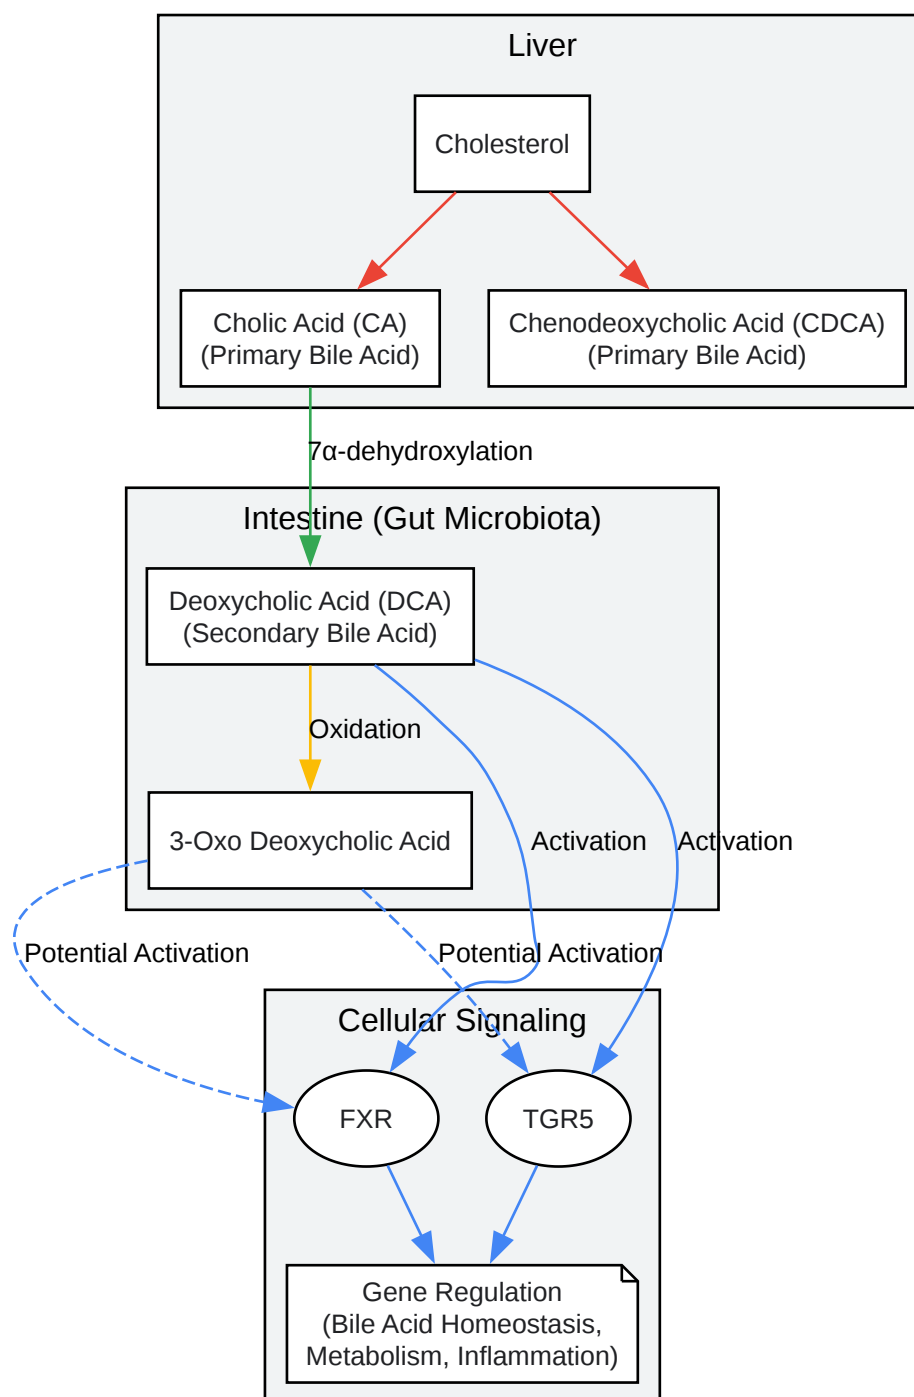 Liver
Cholesterol
Cholic Acid (CA)
(Primary Bile Acid)
Chenodeoxycholic Acid (CDCA)
(Primary Bile Acid)
7α-dehydroxylation
Intestine (Gut Microbiota)
Deoxycholic Acid (DCA)
(Secondary Bile Acid)
Oxidation
3-Oxo Deoxycholic Acid
Activation
Activation
Potential Activation
Potential Activation
Cellular Signaling
FXR
TGR5
Gene Regulation
(Bile Acid Homeostasis,
Metabolism, Inflammation)